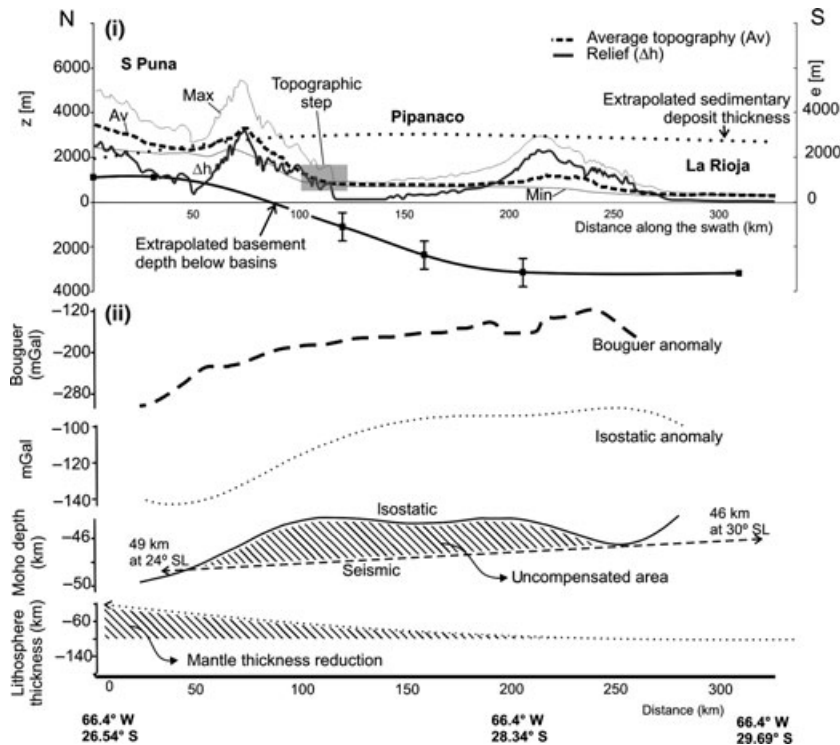 N
S
(i)
Average topography (Av)
Relief (Δh)
z [m]
e [m]
6000
4000
2000
0
2000
4000
4000
2000
0
S Puna
Max
Av
Δh
Topographic
step
Pipanaco
Extrapolated sedimentary
deposit thickness
La Rioja
Min
50
100
150
200
250
300
Distance along the swath (km)
Extrapolated basement
depth below basins
(ii)
Bouguer
(mGal)
−120
−200
−280
Bouguer anomaly
mGal
−100
−120
−140
Isostatic anomaly
Moho depth
(km)
−46
−50
Isostatic
49 km
at 24° SL
46 km
at 30° SL
Seismic
Uncompensated area
Lithosphere
thickness (km)
−60
−140
Mantle thickness reduction
0
50
100
150
200
250
300
Distance (km)
66.4° W
26.54° S
66.4° W
28.34° S
66.4° W
29.69° S